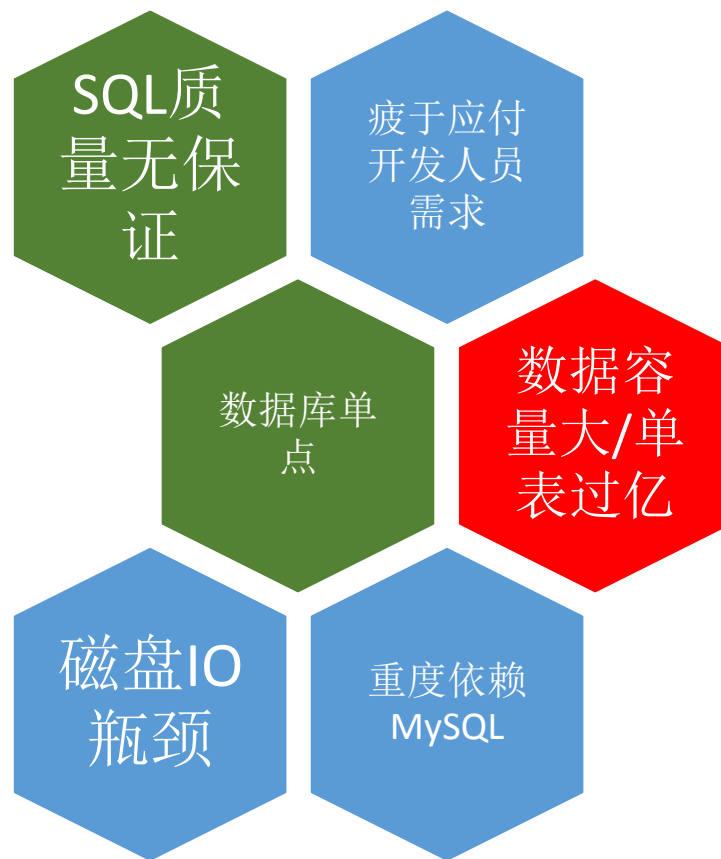 SQL质
量无保
证
疲于应付
开发人员
需求
数据库单
点
数据容
量大/单
表过亿
磁盘IO
瓶颈
重度依赖
MySQL